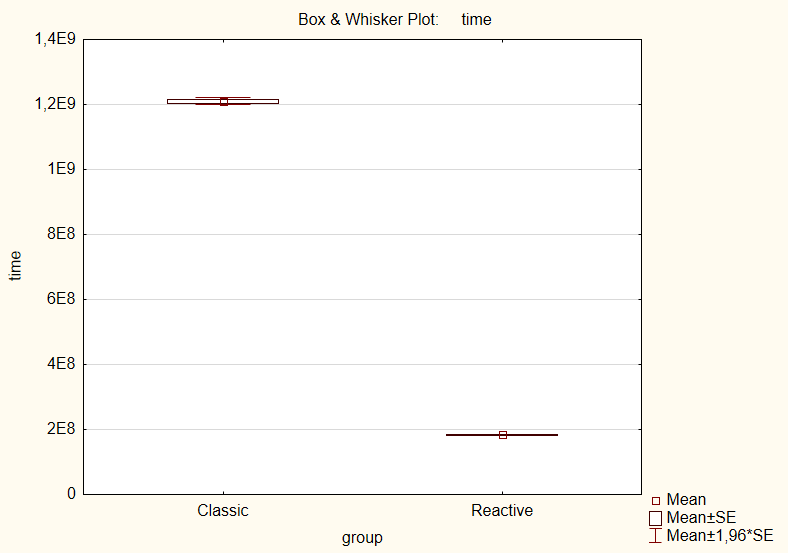 Box & Whisker Plot: time
1,4E9
1,2E9
1E9
8E8
6E8
4E8
2E8
0
time
Classic Reactive
group
Mean
Mean±SE
Mean±1,96*SE